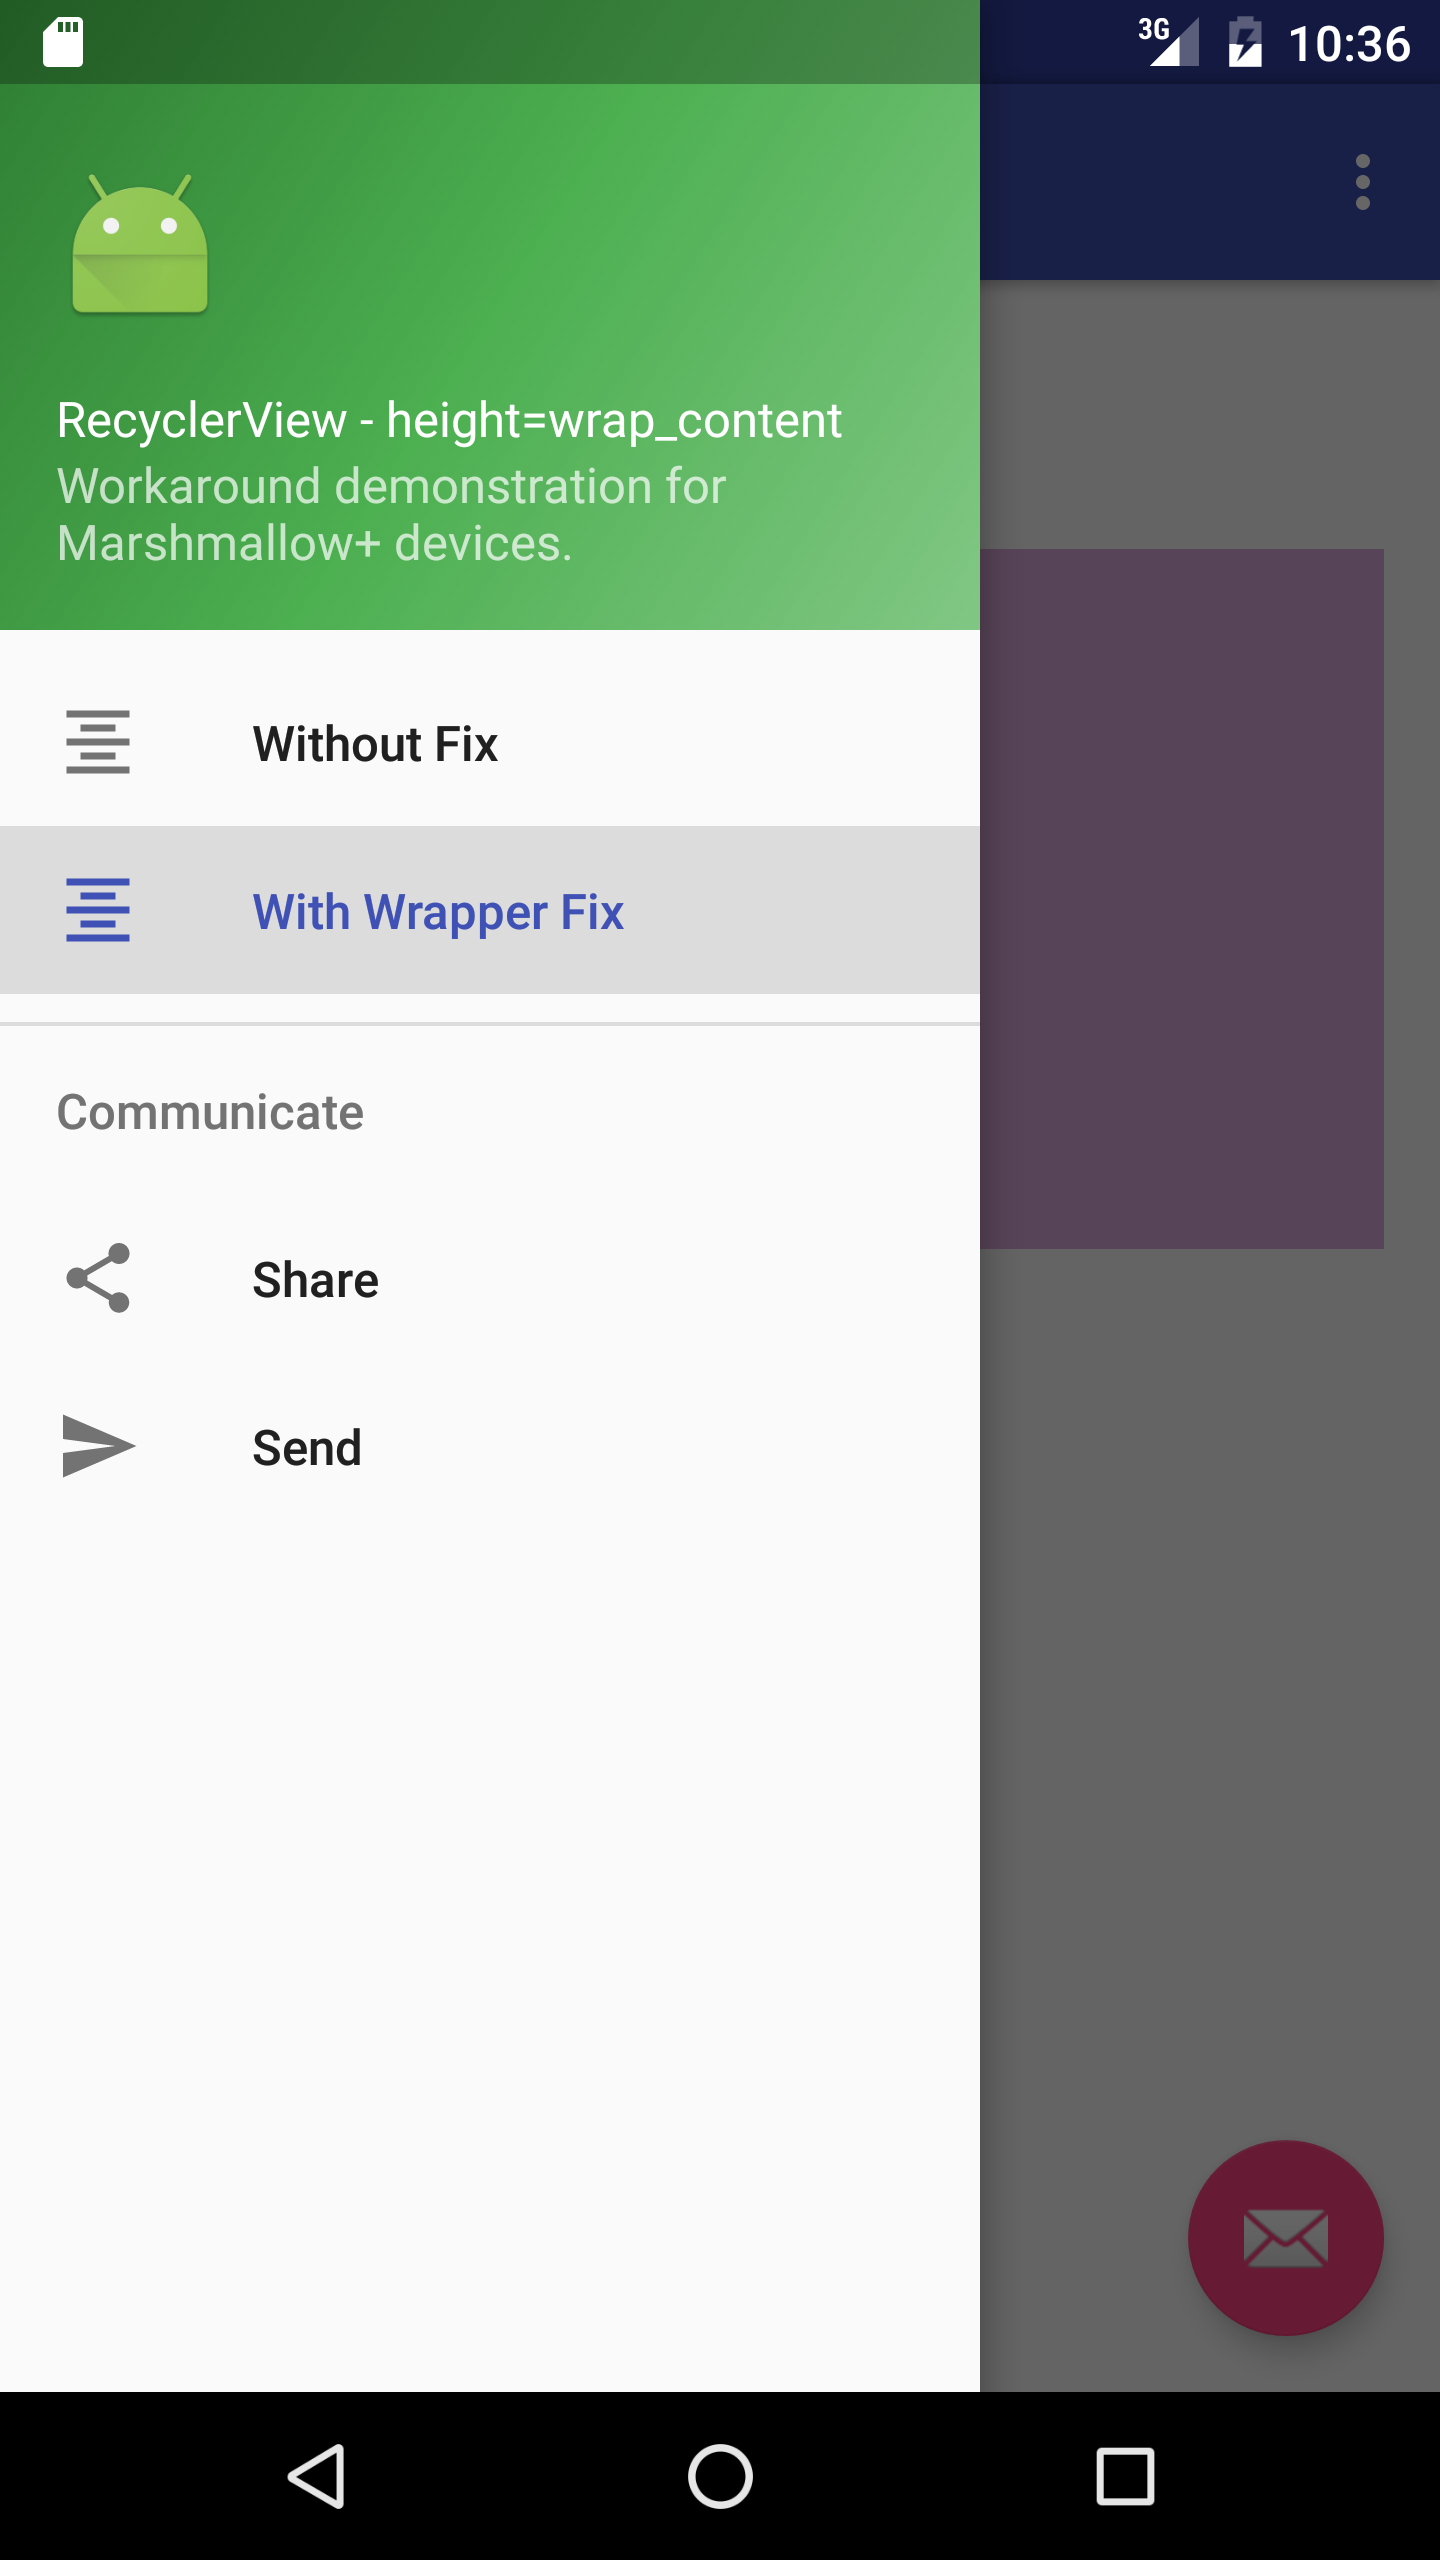 3G 10:36
RecyclerView - height=wrap_content
Workaround demonstration for
Marshmallow+ devices.
Without Fix
With Wrapper Fix
Communicate
Share
Send